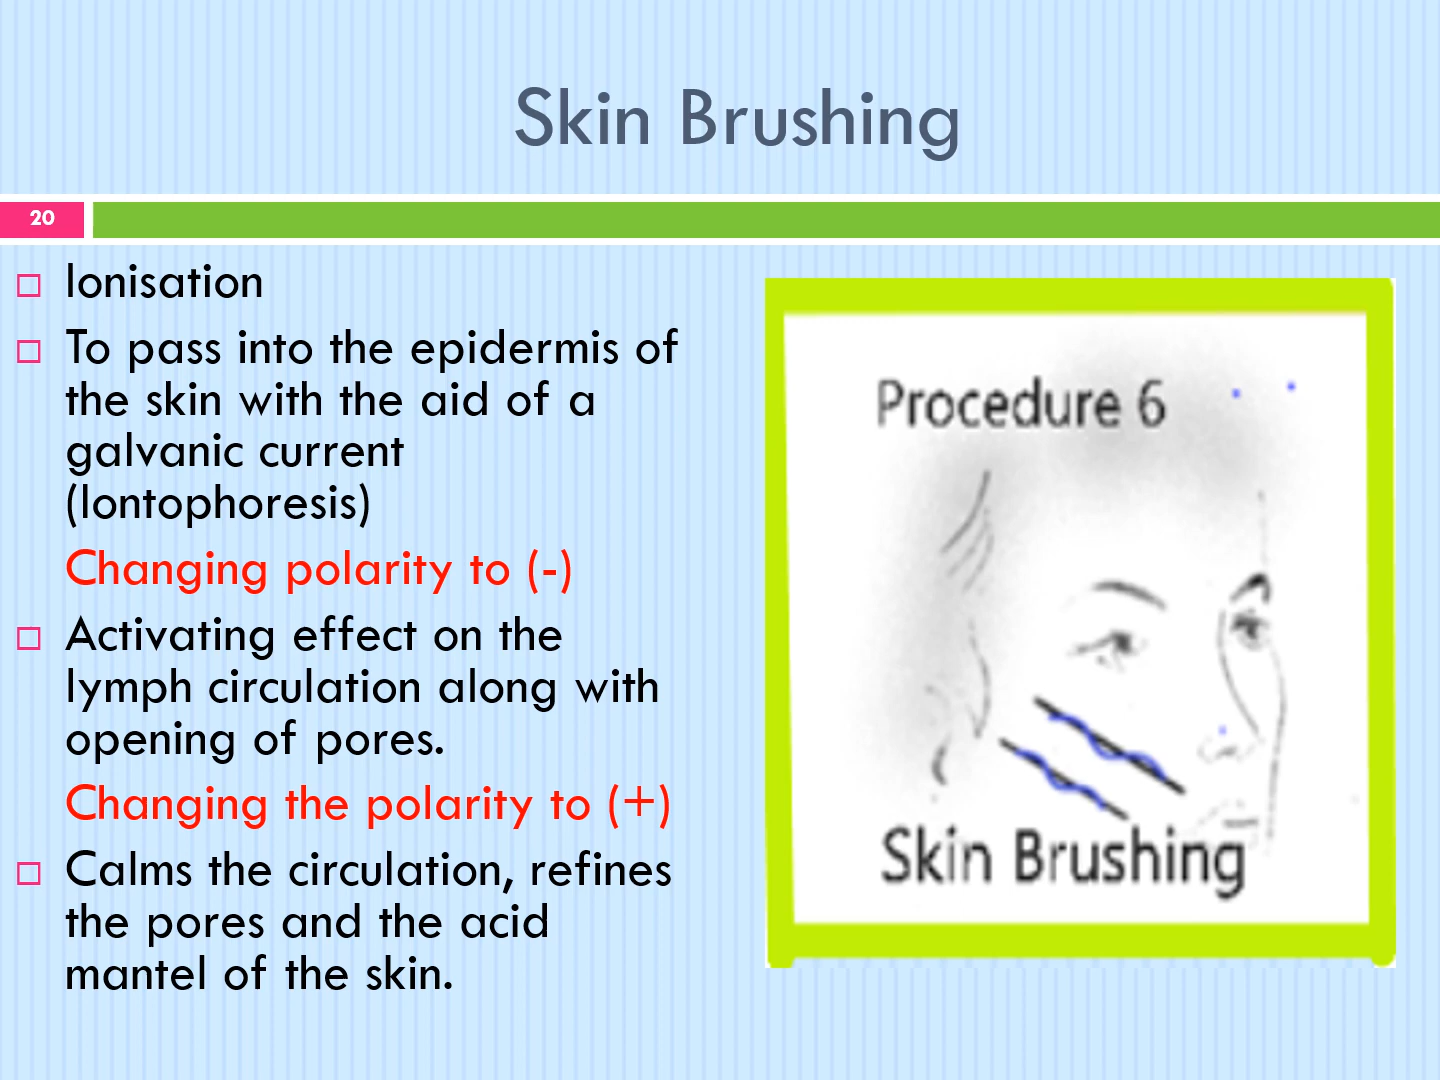 Skin Brushing
20
Ionisation
To pass into the epidermis of
the skin with the aid of a
galvanic current
(Iontophoresis)
Changing polarity to (-)
Activating effect on the
lymph circulation along with
opening of pores.
Changing the polarity to (+)
Calms the circulation, refines
the pores and the acid
mantel of the skin.
Procedure 6
Skin Brushing